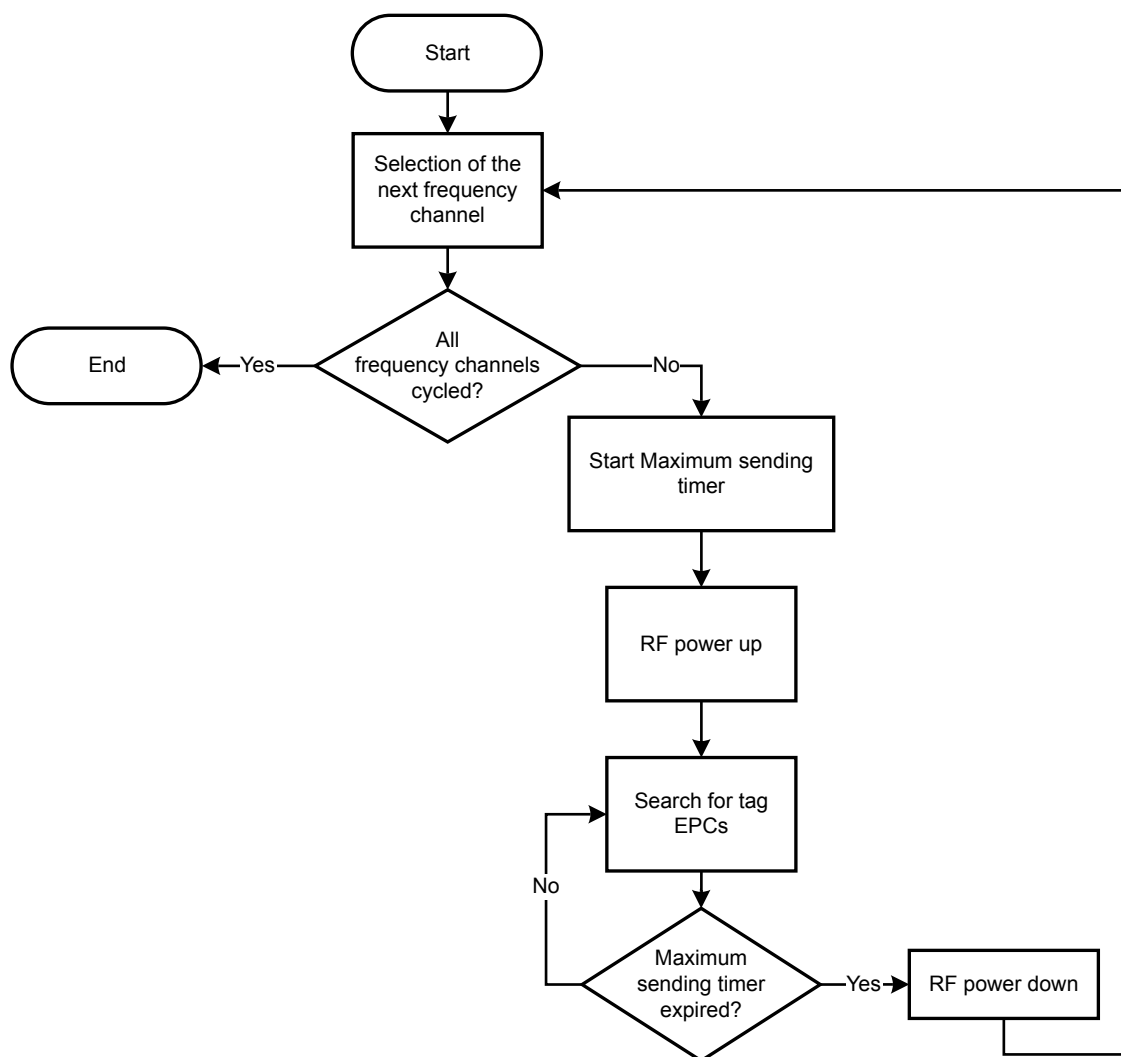 Start
Selection of the
next frequency
channel
All
frequency channels
cycled?
Yes
End
No
Start Maximum sending
timer
RF power up
Search for tag
EPCs
No
Maximum
sending timer
expired?
Yes
RF power down